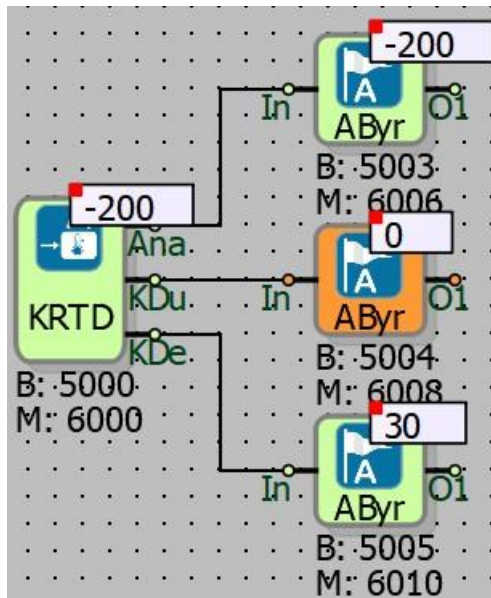 -200
In
A
O1
AByr
B: 5003
M: 6006
-200
Ana
KDu
KRTD
KDe
B: 5000
M: 6000
0
In
A
O1
AByr
B: 5004
M: 6008
30
In
A
O1
AByr
B: 5005
M: 6010